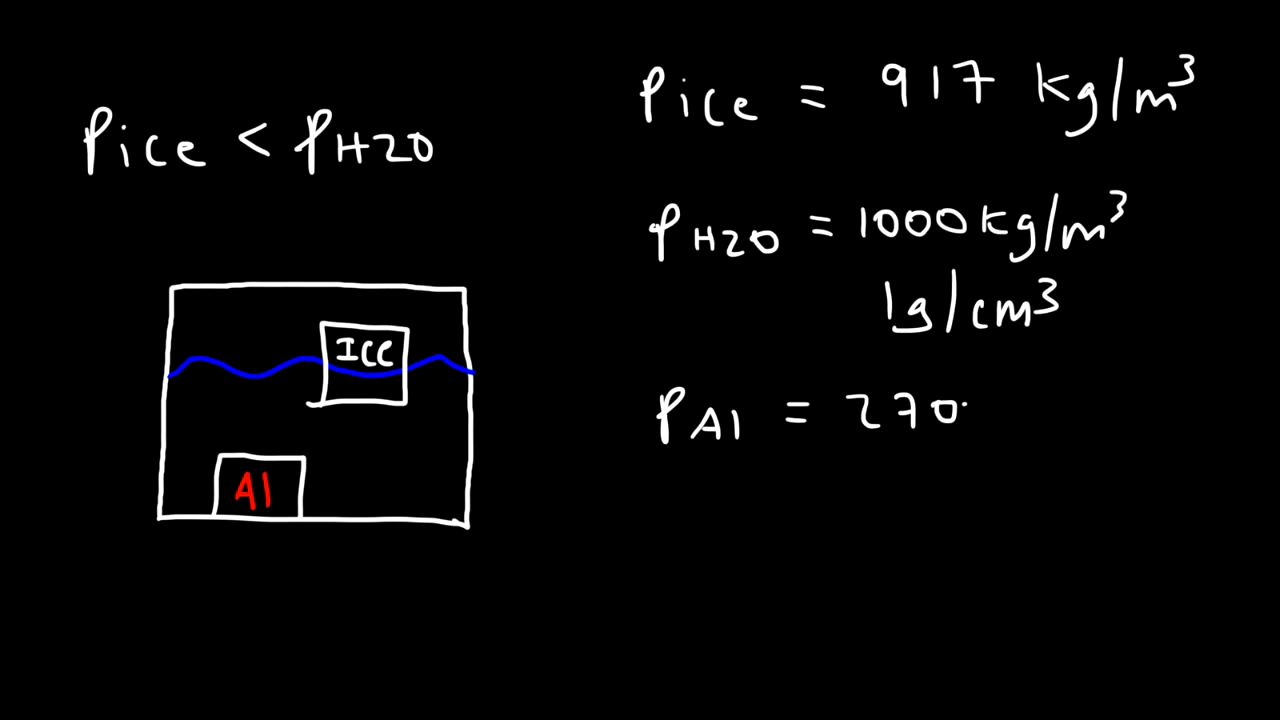 ρice < ρH2O
ρice = 917 kg/m³
ρH2O = 1000 kg/m³
1g/cm³
ρAl = 270
Ice
Al